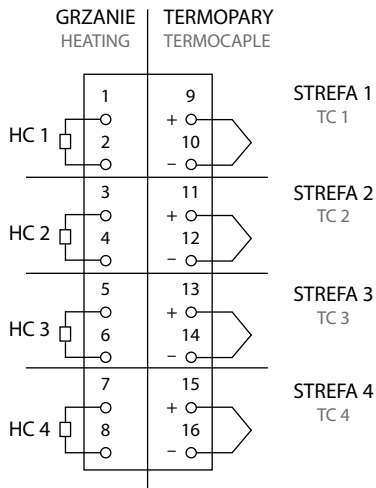 GRZANIE TERMOPARY
HEATING TERMOCAPLE
1 9 STREFA 1
+ TC 1
HC 1 2 10
−
3 11 STREFA 2
+ TC 2
HC 2 4 12
−
5 13 STREFA 3
+ TC 3
HC 3 6 14
−
7 15 STREFA 4
+ TC 4
HC 4 8 16
−